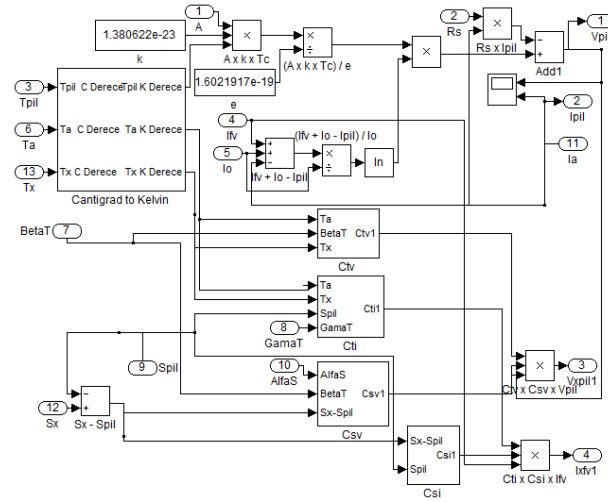 1
A
2
Rs
1
Vpil
1.380622e-23
k
×
A x k x Tc
×
÷
(A x k x Tc) / e
×
×
Rs x Ipil
−
+
Add1
1.6021917e-19
e
3
Tpil
Tpil C Derece Tpil K Derece
6
Ta
Ta C Derece Ta K Derece
13
Tx
Tx C Derece Tx K Derece
Cantigrad to Kelvin
4
Ifv
5
Io
+
+
−
Ifv + Io - Ipil
(Ifv + Io - Ipil) / Io
×
÷
ln
2
Ipil
11
Ia
BetaT
7
Ta
BetaT
Tx
Ctv1
Ctv
Ta
Tx
Spil
GamaT
Cti1
Cti
8
GamaT
9
Spil
10
AlfaS
AlfaS
BetaT
Sx-Spil
Csv1
Csv
−
+
12
Sx
Sx - Spil
Sx-Spil
Spil
Csi1
Csi
×
Ctv x Csv x Vpil
3
Vxpil1
×
Cti x Csi x Ifv
4
Ixfv1